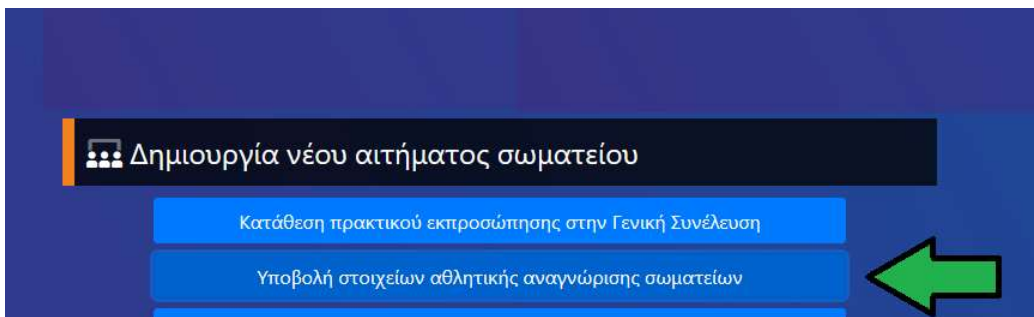 Δημιουργία νέου αιτήματος σωματείου
Κατάθεση πρακτικού εκπροσώπησης στην Γενική Συνέλευση
Υποβολή στοιχείων αθλητικής αναγνώρισης σωματείων